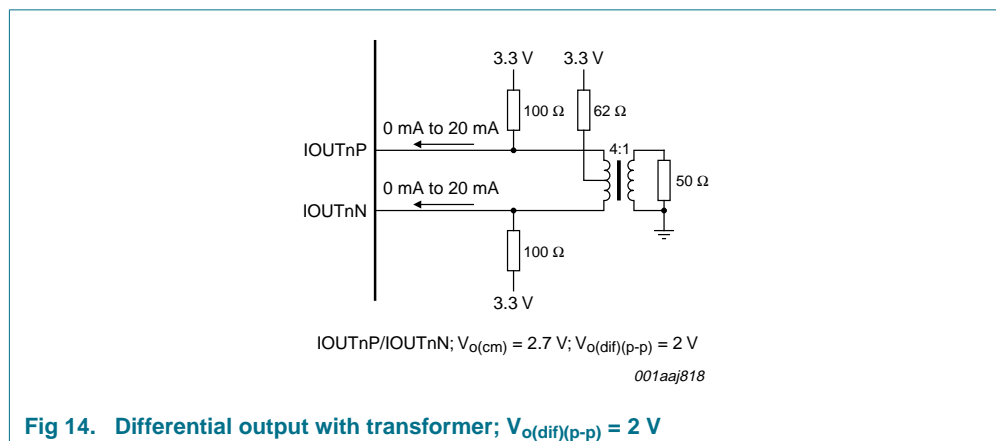 3.3 V 3.3 V
100 Ω 62 Ω
0 mA to 20 mA
IOUTnP
4:1
0 mA to 20 mA
50 Ω
IOUTnN
100 Ω
3.3 V
IOUTnP/IOUTnN; Vo(cm) = 2.7 V; Vo(dif)(p-p) = 2 V
001aaj818
Fig 14. Differential output with transformer; Vo(dif)(p-p) = 2 V